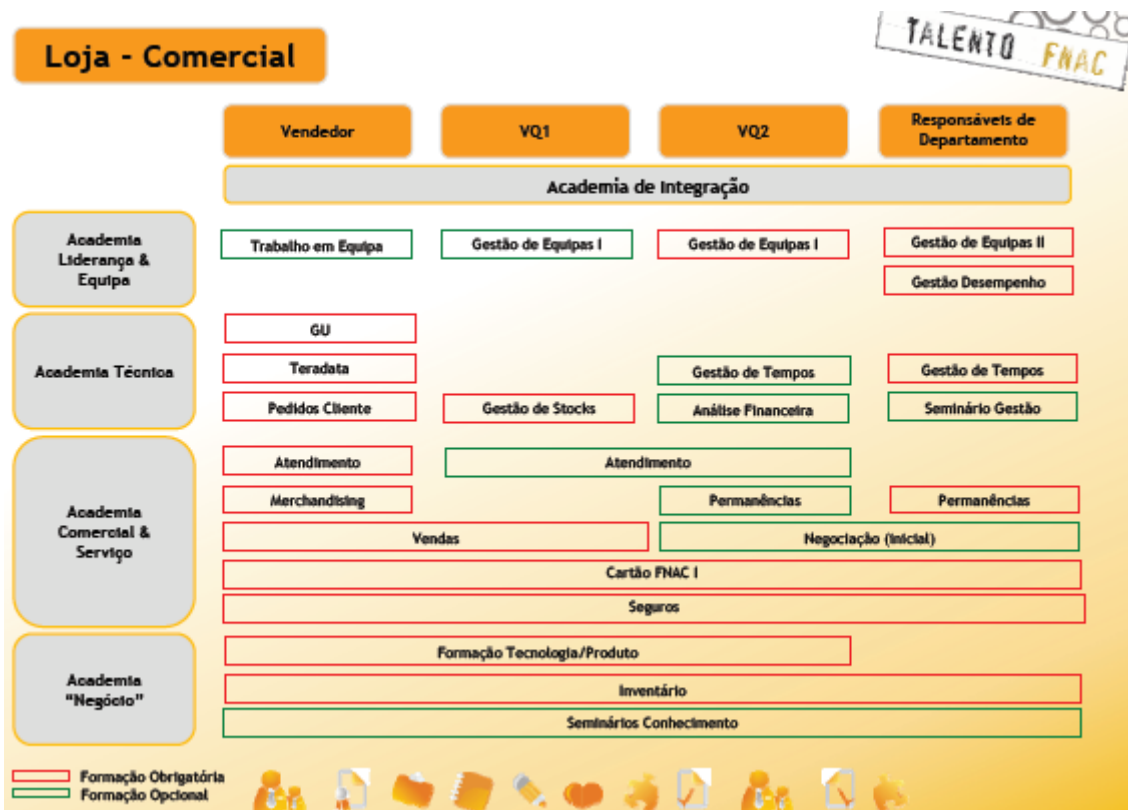 Loja - Comercial
TALENTO FNAC
Vendedor
VQ1
VQ2
Responsáveis de
Departamento
Academia de Integração
Academia
Liderança &
Equipa
Trabalho em Equipa
Gestão de Equipas I
Gestão de Equipas I
Gestão de Equipas II
Gestão Desempenho
Academia Técnica
GU
Teradata
Gestão de Tempos
Gestão de Tempos
Pedidos Cliente
Gestão de Stocks
Análise Financeira
Seminário Gestão
Academia
Comercial &
Serviço
Atendimento
Atendimento
Merchandising
Permanências
Permanências
Vendas
Negociação (inicial)
Cartão FNAC I
Seguros
Academia
"Negócio"
Formação Tecnologia/Produto
Inventário
Seminários Conhecimento
Formação Obrigatória
Formação Opcional